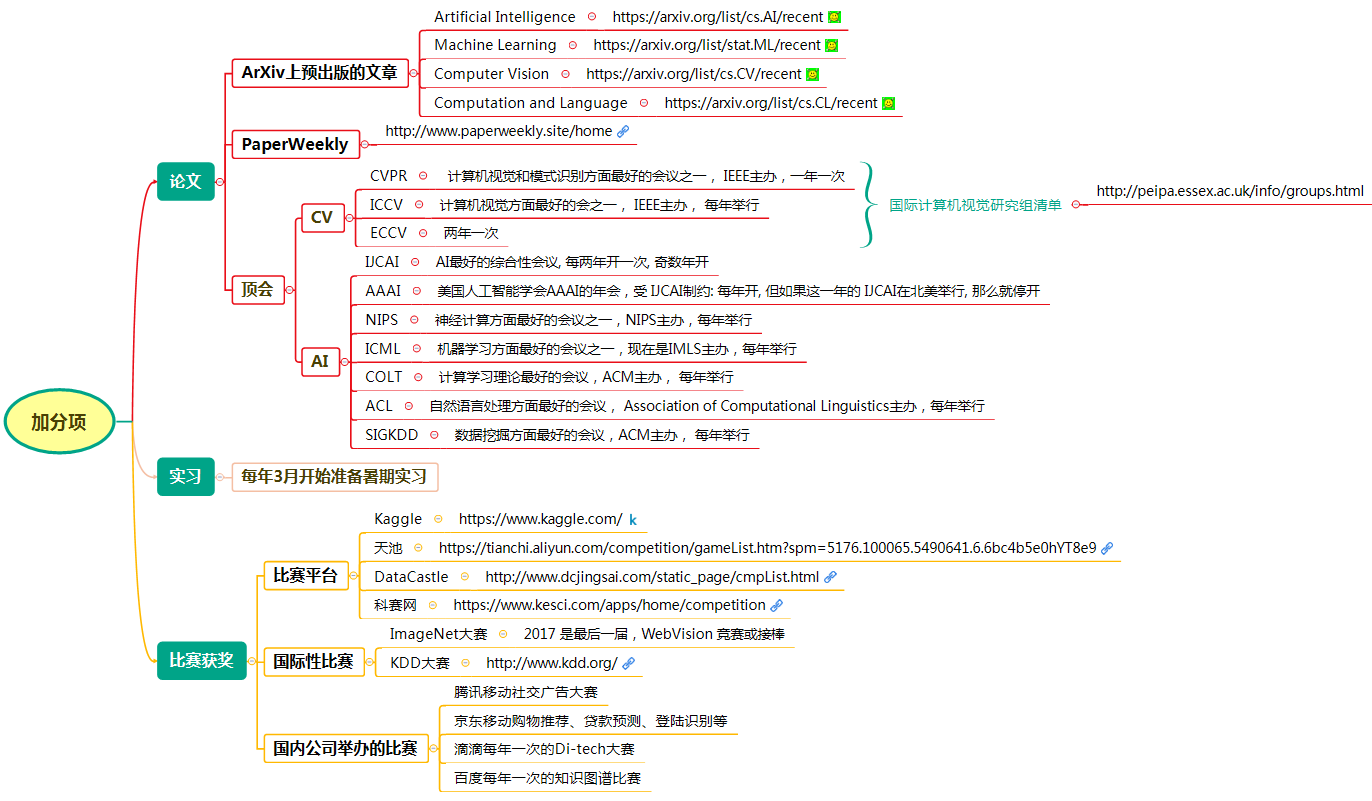 加分项
论文
ArXiv上预出版的文章
Artificial Intelligence https://arxiv.org/list/cs.AI/recent
Machine Learning https://arxiv.org/list/stat.ML/recent
Computer Vision https://arxiv.org/list/cs.CV/recent
Computation and Language https://arxiv.org/list/cs.CL/recent
PaperWeekly http://www.paperweekly.site/home
顶会
CV
CVPR 计算机视觉和模式识别方面最好的会议之一， IEEE主办，一年一次
ICCV 计算机视觉方面最好的会之一， IEEE主办， 每年举行
ECCV 两年一次
国际计算机视觉研究组清单 http://peipa.essex.ac.uk/info/groups.html
AI
IJCAI AI最好的综合性会议, 每两年开一次, 奇数年开
AAAI 美国人工智能学会AAAI的年会，受 IJCAI制约: 每年开, 但如果这一年的 IJCAI在北美举行, 那么就停开
NIPS 神经计算方面最好的会议之一，NIPS主办，每年举行
ICML 机器学习方面最好的会议之一，现在是IMLS主办，每年举行
COLT 计算学习理论最好的会议，ACM主办， 每年举行
ACL 自然语言处理方面最好的会议， Association of Computational Linguistics主办，每年举行
SIGKDD 数据挖掘方面最好的会议，ACM主办， 每年举行
实习 每年3月开始准备暑期实习
比赛获奖
比赛平台
Kaggle https://www.kaggle.com/ k
天池 https://tianchi.aliyun.com/competition/gameList.htm?spm=5176.100065.5490641.6.6bc4b5e0hYT8e9
DataCastle http://www.dcjingsai.com/static_page/cmpList.html
科赛网 https://www.kesci.com/apps/home/competition
国际性比赛
ImageNet大赛 2017 是最后一届，WebVision 竞赛或接棒
KDD大赛 http://www.kdd.org/
国内公司举办的比赛
腾讯移动社交广告大赛
京东移动购物推荐、贷款预测、登陆识别等
滴滴每年一次的Di-tech大赛
百度每年一次的知识图谱比赛